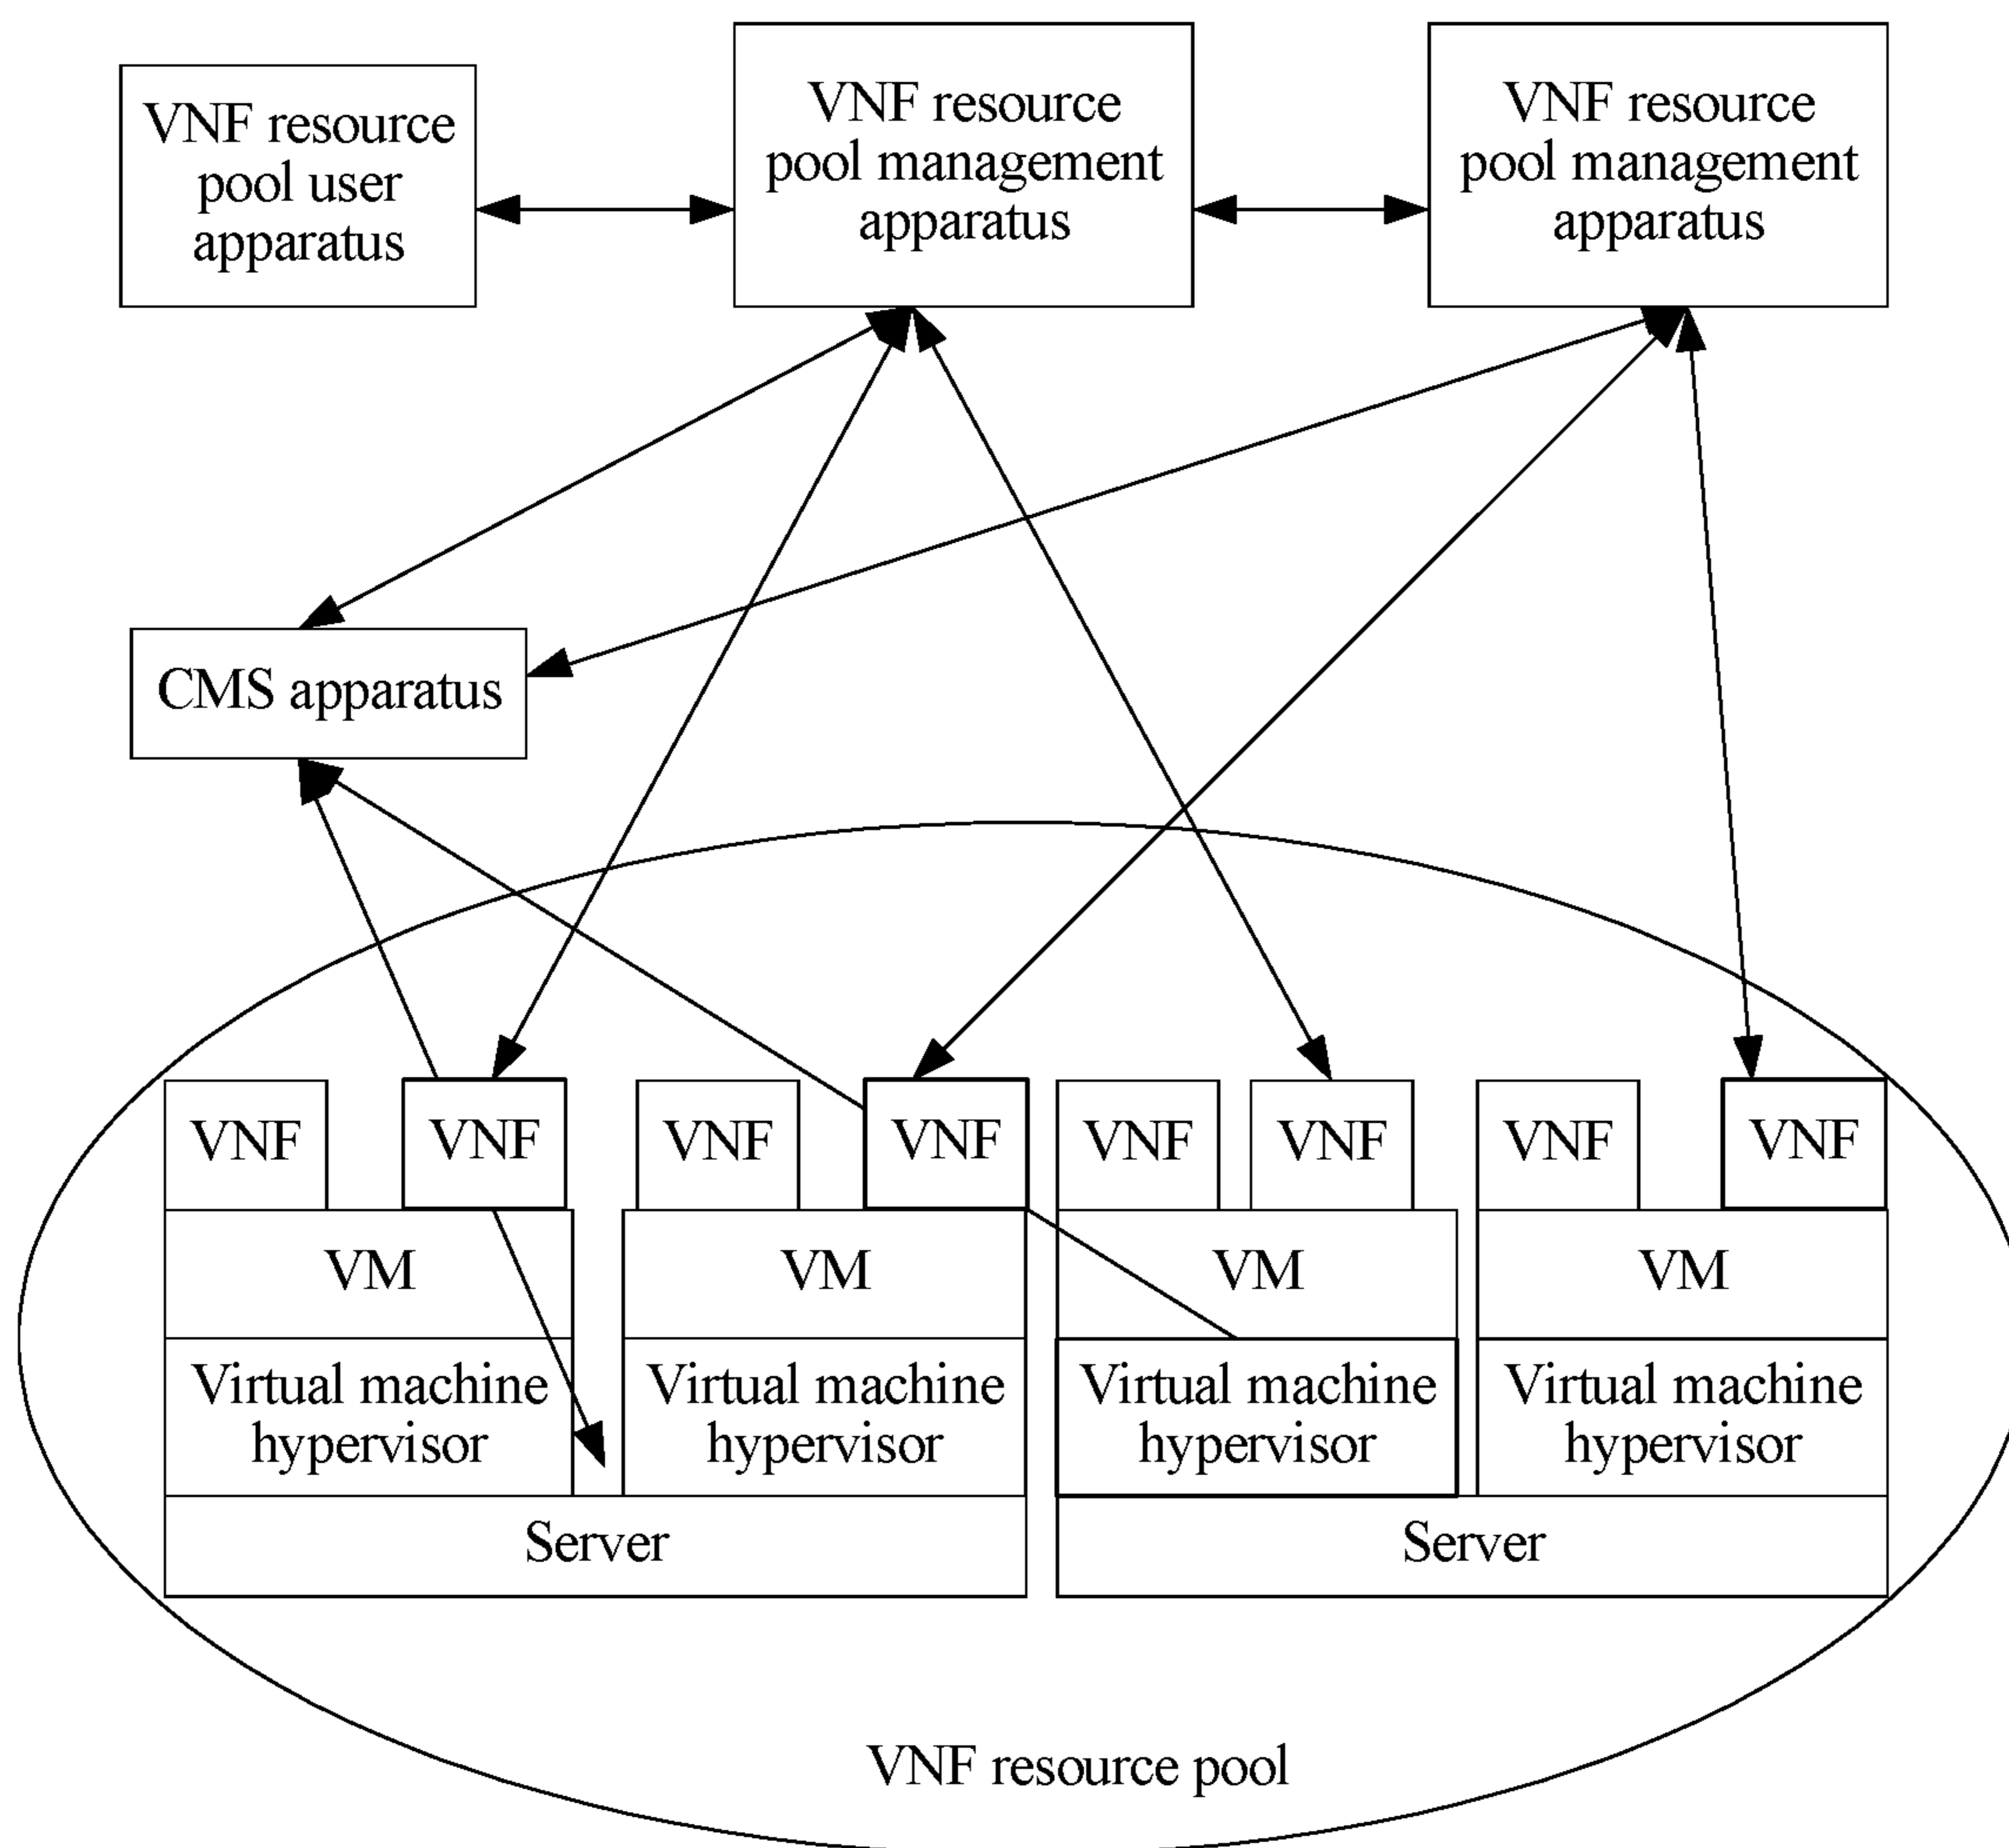 VNF resource
pool user
apparatus
VNF resource
pool management
apparatus
VNF resource
pool management
apparatus
CMS apparatus
VNF
VNF
VNF
VNF
VNF
VNF
VNF
VNF
VM
VM
VM
VM
Virtual machine
hypervisor
Virtual machine
hypervisor
Virtual machine
hypervisor
Virtual machine
hypervisor
Server
Server
VNF resource pool